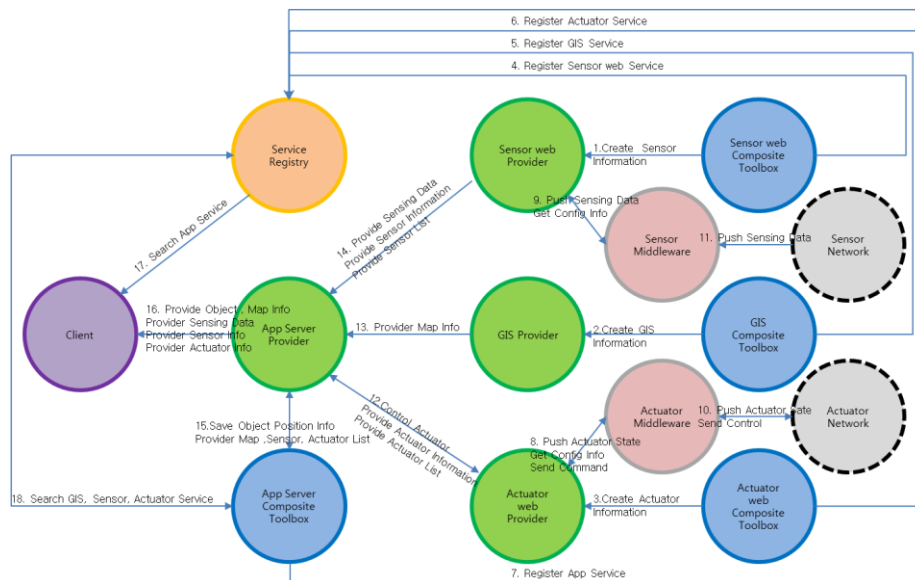 6. Register Actuator Service
5. Register GIS Service
4. Register Sensor web Service
Service
Registry
Sensor web
Provider
1.Create Sensor
Information
Sensor web
Composite
Toolbox
9. Push Sensing Data
Get Config Info
14. Provide Sensing Data
Provide Sensor Information
Provide Sensor List
Sensor
Middleware
11. Push Sensing Data
Sensor
Network
17. Search App Service
Client
16. Provide Object , Map Info
Provider Sensing Data
Provider Sensor Info
Provider Actuator Info
App Server
Provider
13. Provider Map Info
GIS Provider
2.Create GIS
Information
GIS
Composite
Toolbox
12.Control Actuator
Provide Actuator Information
Provide Actuator List
Actuator
Middleware
10. Push Actuator State
Send Control
Actuator
Network
15.Save Object Position Info
Provider Map ,Sensor, Actuator List
8. Push Actuator State
Get Config Info
Send Command
18. Search GIS, Sensor, Actuator Service
App Server
Composite
Toolbox
Actuator
web
Provider
3.Create Actuator
Information
Actuator
web
Composite
Toolbox
7. Register App Service